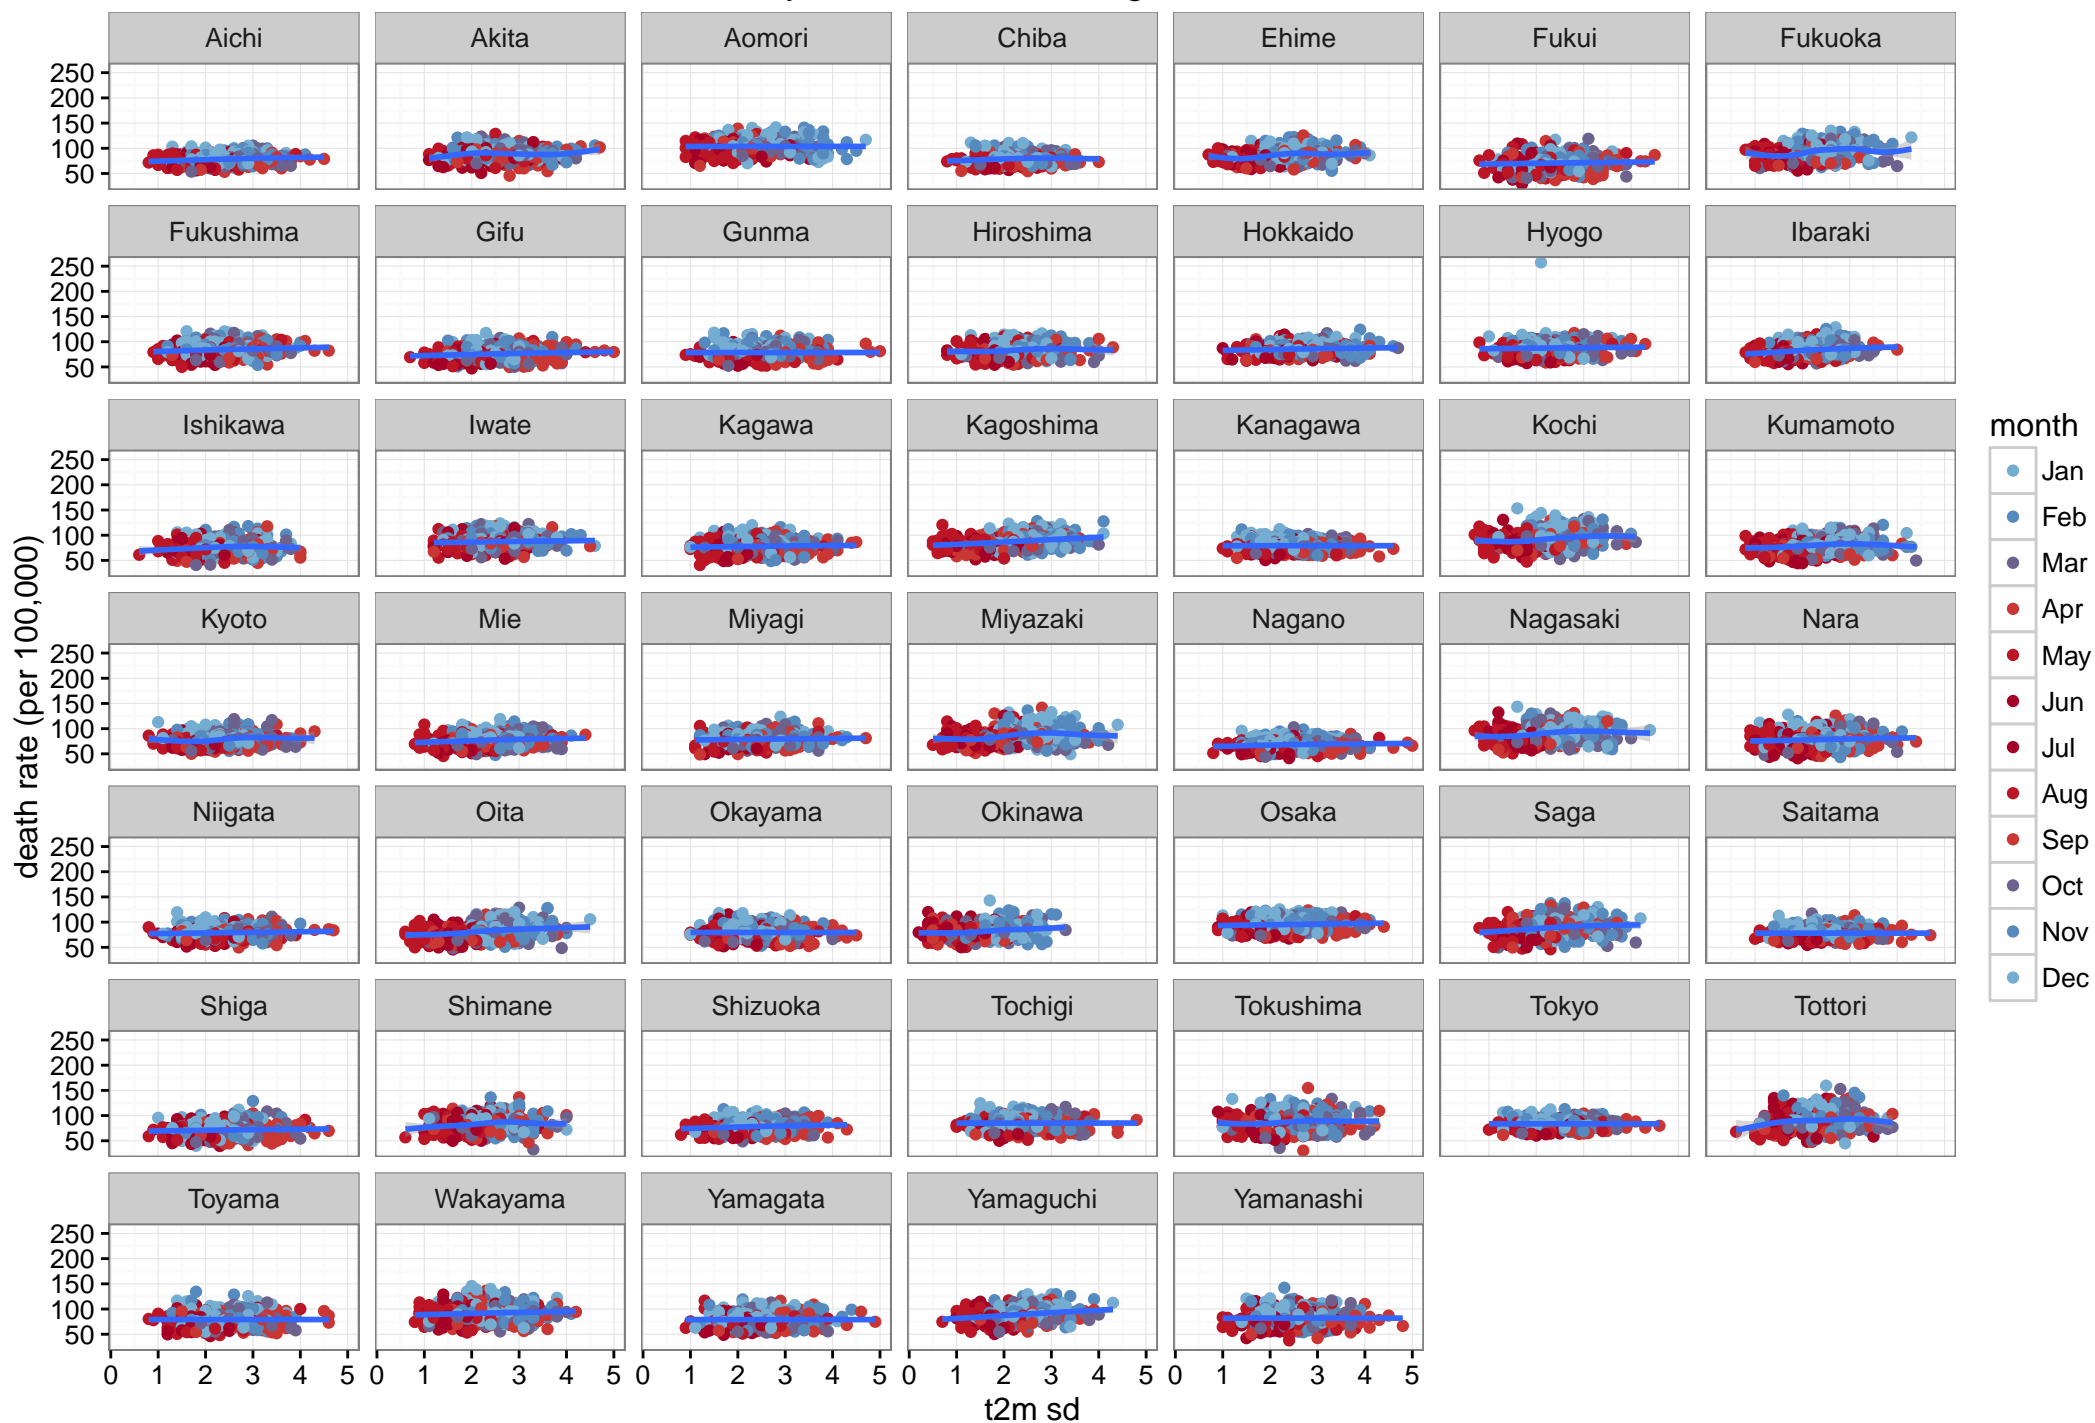 Aichi Akita Aomori Chiba Ehime Fukui Fukuoka
250
200
150
100
50
Fukushima Gifu Gunma Hiroshima Hokkaido Hyogo Ibaraki
250
200
150
100
50
Ishikawa Iwate Kagawa Kagoshima Kanagawa Kochi Kumamoto
250
200
150
100
50
Kyoto Mie Miyagi Miyazaki Nagano Nagasaki Nara
250
200
150
100
50
Niigata Oita Okayama Okinawa Osaka Saga Saitama
250
200
150
100
50
Shiga Shimane Shizuoka Tochigi Tokushima Tokyo Tottori
250
200
150
100
50
Toyama Wakayama Yamagata Yamaguchi Yamanashi
250
200
150
100
50
0 1 2 3 4 5 0 1 2 3 4 5 0 1 2 3 4 5 0 1 2 3 4 5 0 1 2 3 4 5
t2m sd
death rate (per 100,000)
month
Jan
Feb
Mar
Apr
May
Jun
Jul
Aug
Sep
Oct
Nov
Dec